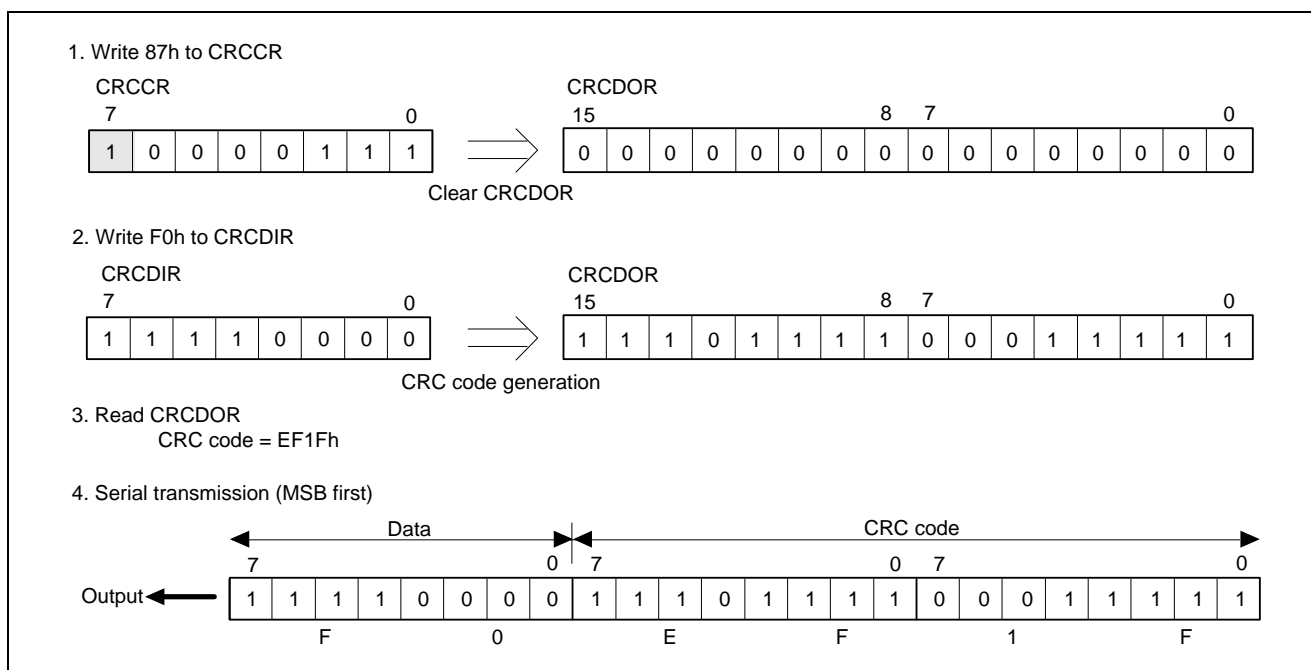 1. Write 87h to CRCCR
CRCCR CRCDOR
7 0 15 8 7 0
1 0 0 0 0 1 1 1 0 0 0 0 0 0 0 0 0 0 0 0 0 0 0 0
Clear CRCDOR
2. Write F0h to CRCDIR
CRCDIR CRCDOR
7 0 15 8 7 0
1 1 1 1 0 0 0 0 1 1 1 0 1 1 1 1 0 0 0 1 1 1 1 1
CRC code generation
3. Read CRCDOR
CRC code = EF1Fh
4. Serial transmission (MSB first)
Data CRC code
7 0 7 0 7 0
Output 1 1 1 1 0 0 0 0 1 1 1 0 1 1 1 1 0 0 0 1 1 1 1 1
F 0 E F 1 F